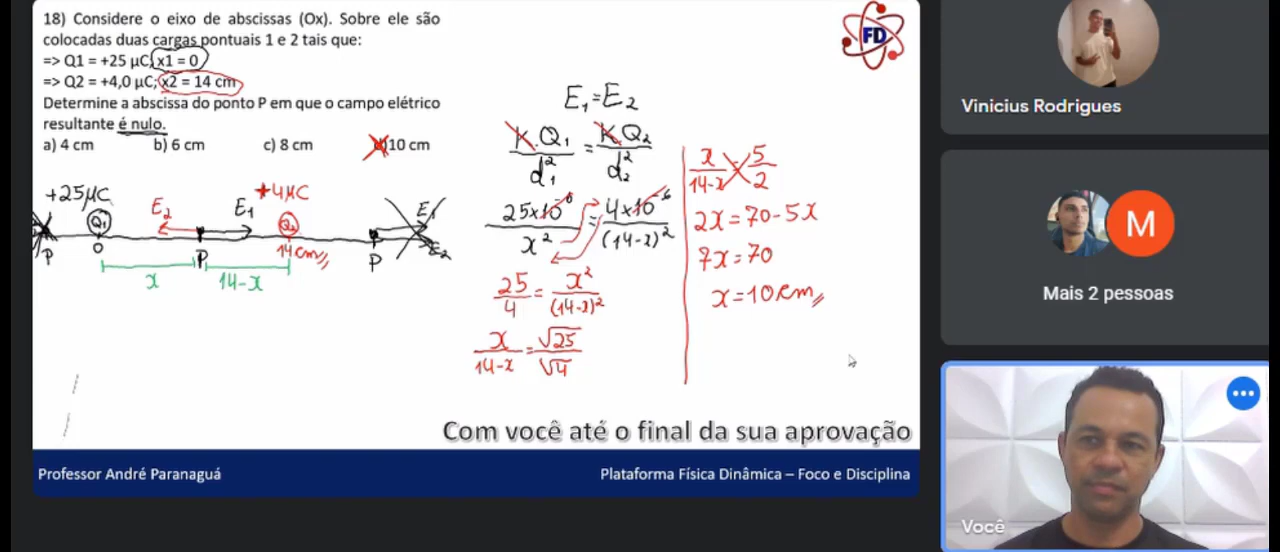 18) Considere o eixo de abscissas (Ox). Sobre ele são
colocadas duas cargas pontuais 1 e 2 tais que:
=> Q1 = +25 μC; x1 = 0
=> Q2 = +4,0 μC; x2 = 14 cm
Determine a abscissa do ponto P em que o campo elétrico
resultante é nulo.
a) 4 cm b) 6 cm c) 8 cm d) 10 cm
FD
+25μC +4μC
E₂ E₁ E₁
Q₁ Q₂
E₂
P 0 P 14cm P
x 14-x
E₁=E₂
K.Q₁/d₁² = K.Q₂/d₂²
25x10⁻⁶/x² = 4x10⁻⁶/(14-x)²
25/4 = x²/(14-x)²
x/14-x = √25/√4
x/14-x = 5/2
2x=70-5x
7x=70
x=10cm
Com você até o final da sua aprovação
Professor André Paranaguá Plataforma Física Dinâmica – Foco e Disciplina
Vinicius Rodrigues
M
Mais 2 pessoas
Você